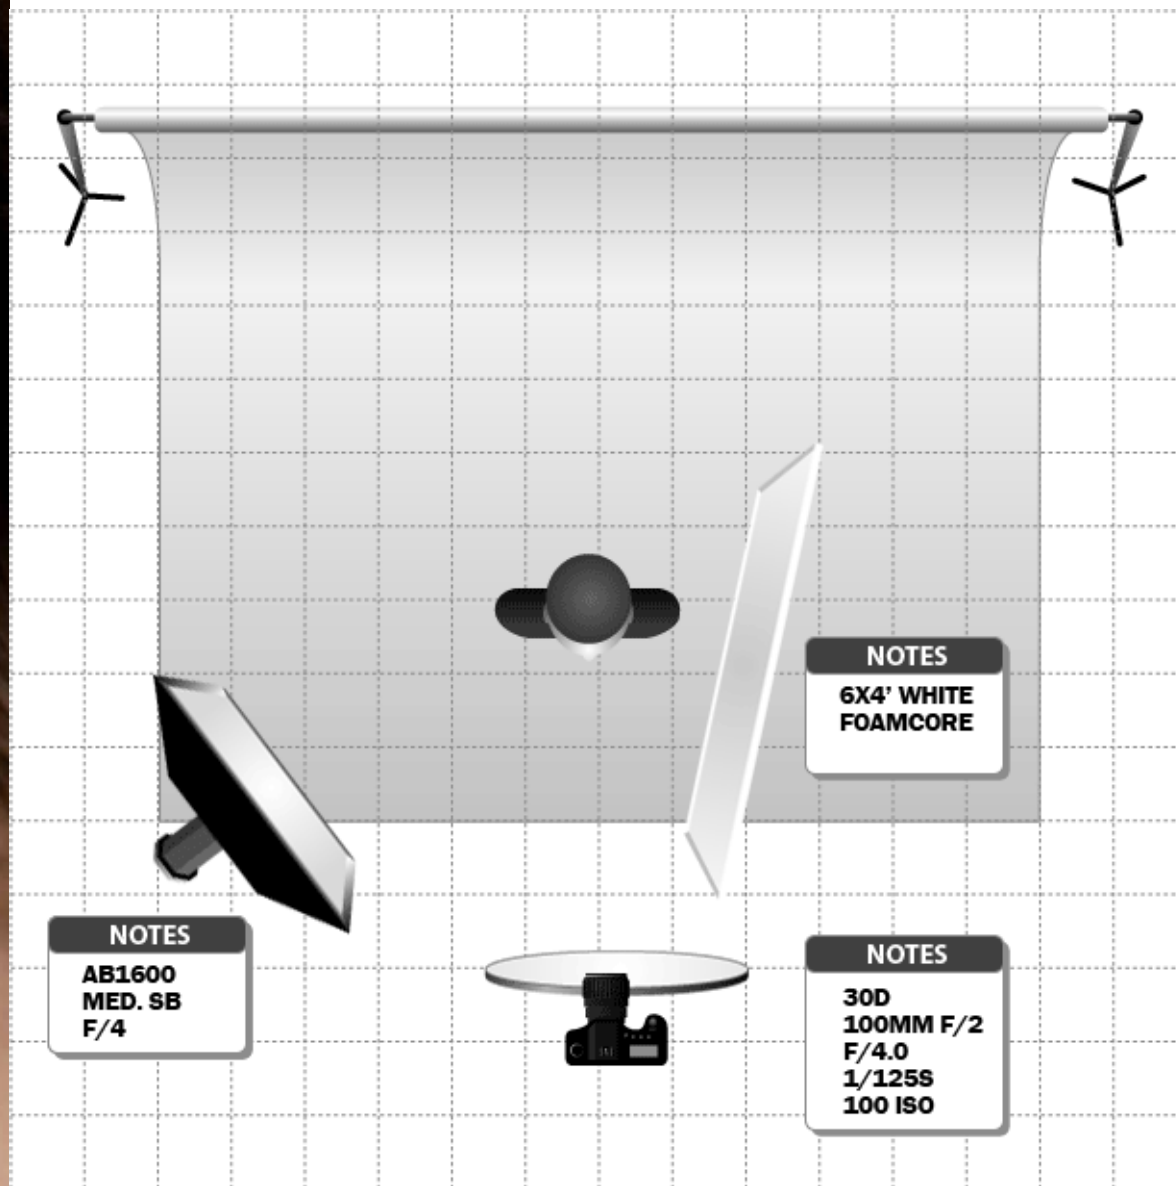 NOTES
6X4’ WHITE
FOAMCORE
NOTES
AB1600
MED. SB
F/4
NOTES
30D
100MM F/2
F/4.0
1/125S
100 ISO